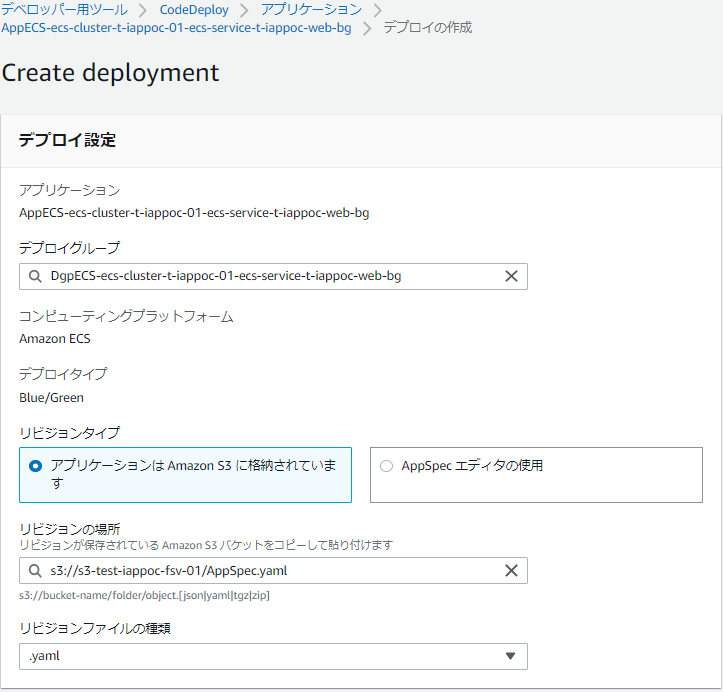 デベロッパー用ツール > CodeDeploy > アプリケーション >
AppECS-ecs-cluster-t-iappoc-01-ecs-service-t-iappoc-web-bg > デプロイの作成
Create deployment
デプロイ設定
アプリケーション
AppECS-ecs-cluster-t-iappoc-01-ecs-service-t-iappoc-web-bg
デプロイグループ
DgpECS-ecs-cluster-t-iappoc-01-ecs-service-t-iappoc-web-bg
コンピューティングプラットフォーム
Amazon ECS
デプロイタイプ
Blue/Green
リビジョンタイプ
アプリケーションは Amazon S3 に格納されていま
す
AppSpec エディタの使用
リビジョンの場所
リビジョンが保存されている Amazon S3 バケットをコピーして貼り付けます
s3://s3-test-iappoc-fsv-01/AppSpec.yaml
s3://bucket-name/folder/object.[json|yaml|tgz|zip]
リビジョンファイルの種類
.yaml